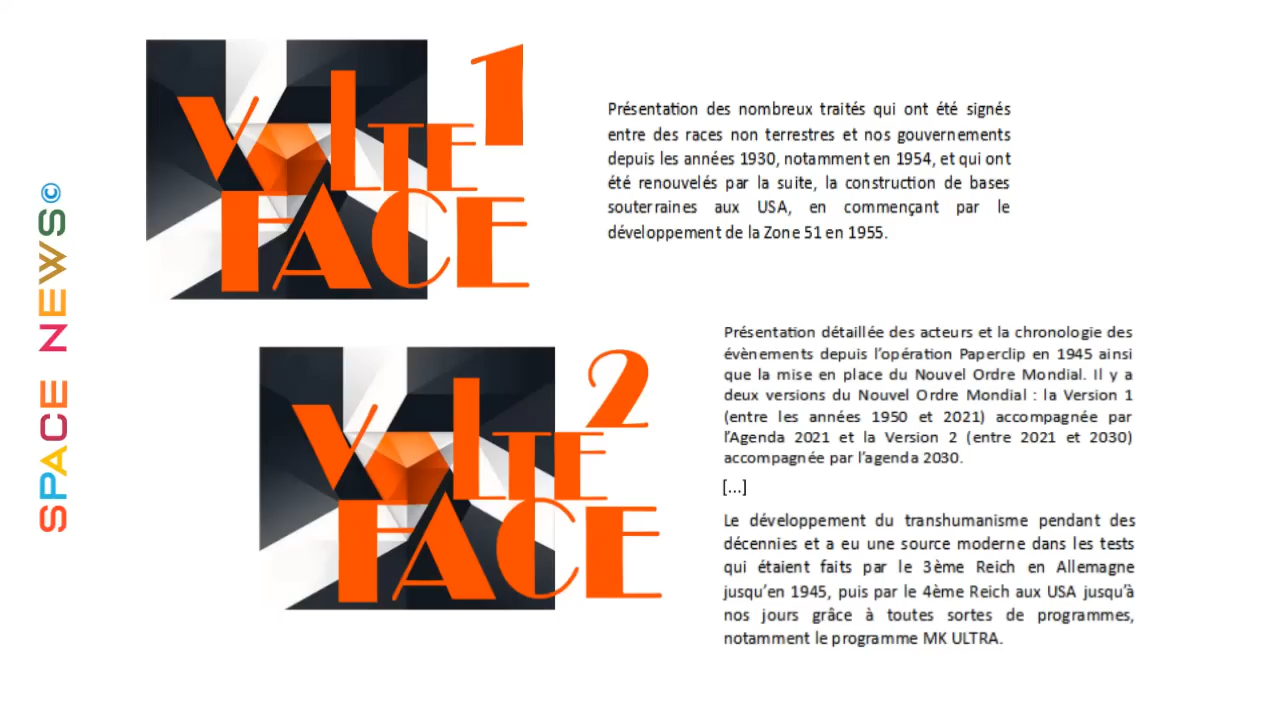 SPACE NEWS©
VOLTE 1
FACE
Présentation des nombreux traités qui ont été signés
entre des races non terrestres et nos gouvernements
depuis les années 1930, notamment en 1954, et qui ont
été renouvelés par la suite, la construction de bases
souterraines aux USA, en commençant par le
développement de la Zone 51 en 1955.
VOLTE 2
FACE
Présentation détaillée des acteurs et la chronologie des
évènements depuis l'opération Paperclip en 1945 ainsi
que la mise en place du Nouvel Ordre Mondial. Il y a
deux versions du Nouvel Ordre Mondial : la Version 1
(entre les années 1950 et 2021) accompagnée par
l'Agenda 2021 et la Version 2 (entre 2021 et 2030)
accompagnée par l'agenda 2030.
[...]
Le développement du transhumanisme pendant des
décennies et a eu une source moderne dans les tests
qui étaient faits par le 3ème Reich en Allemagne
jusqu'en 1945, puis par le 4ème Reich aux USA jusqu'à
nos jours grâce à toutes sortes de programmes,
notamment le programme MK ULTRA.